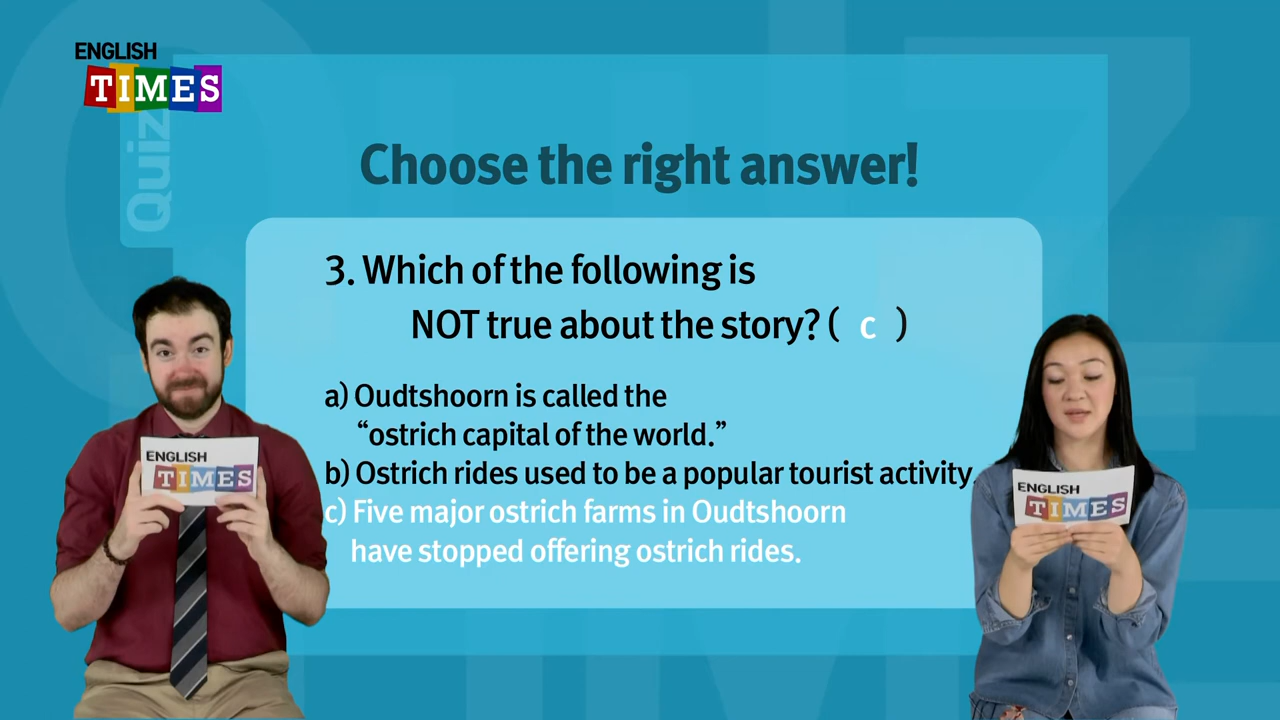 ENGLISH
TIMES
Quiz
Choose the right answer!
3. Which of the following is
NOT true about the story? ( c )
a) Oudtshoorn is called the
“ostrich capital of the world.”
b) Ostrich rides used to be a popular tourist activity.
c) Five major ostrich farms in Oudtshoorn
have stopped offering ostrich rides.
ENGLISH
TIMES
ENGLISH
TIMES